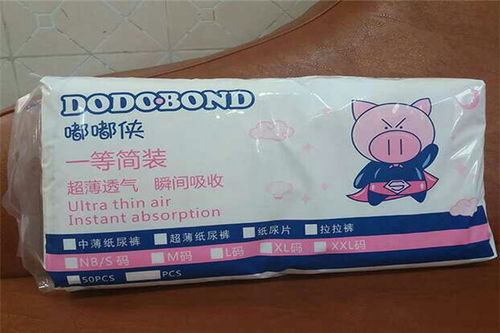 DODO·BOND
嘟嘟侠
一等简装
超薄透气 瞬间吸收
Ultra thin air
Instant absorption
中薄纸尿裤 超薄纸尿裤 纸尿片 拉拉裤
NB/S码 M码 L码 XL码 XXL码
50PCS PCS